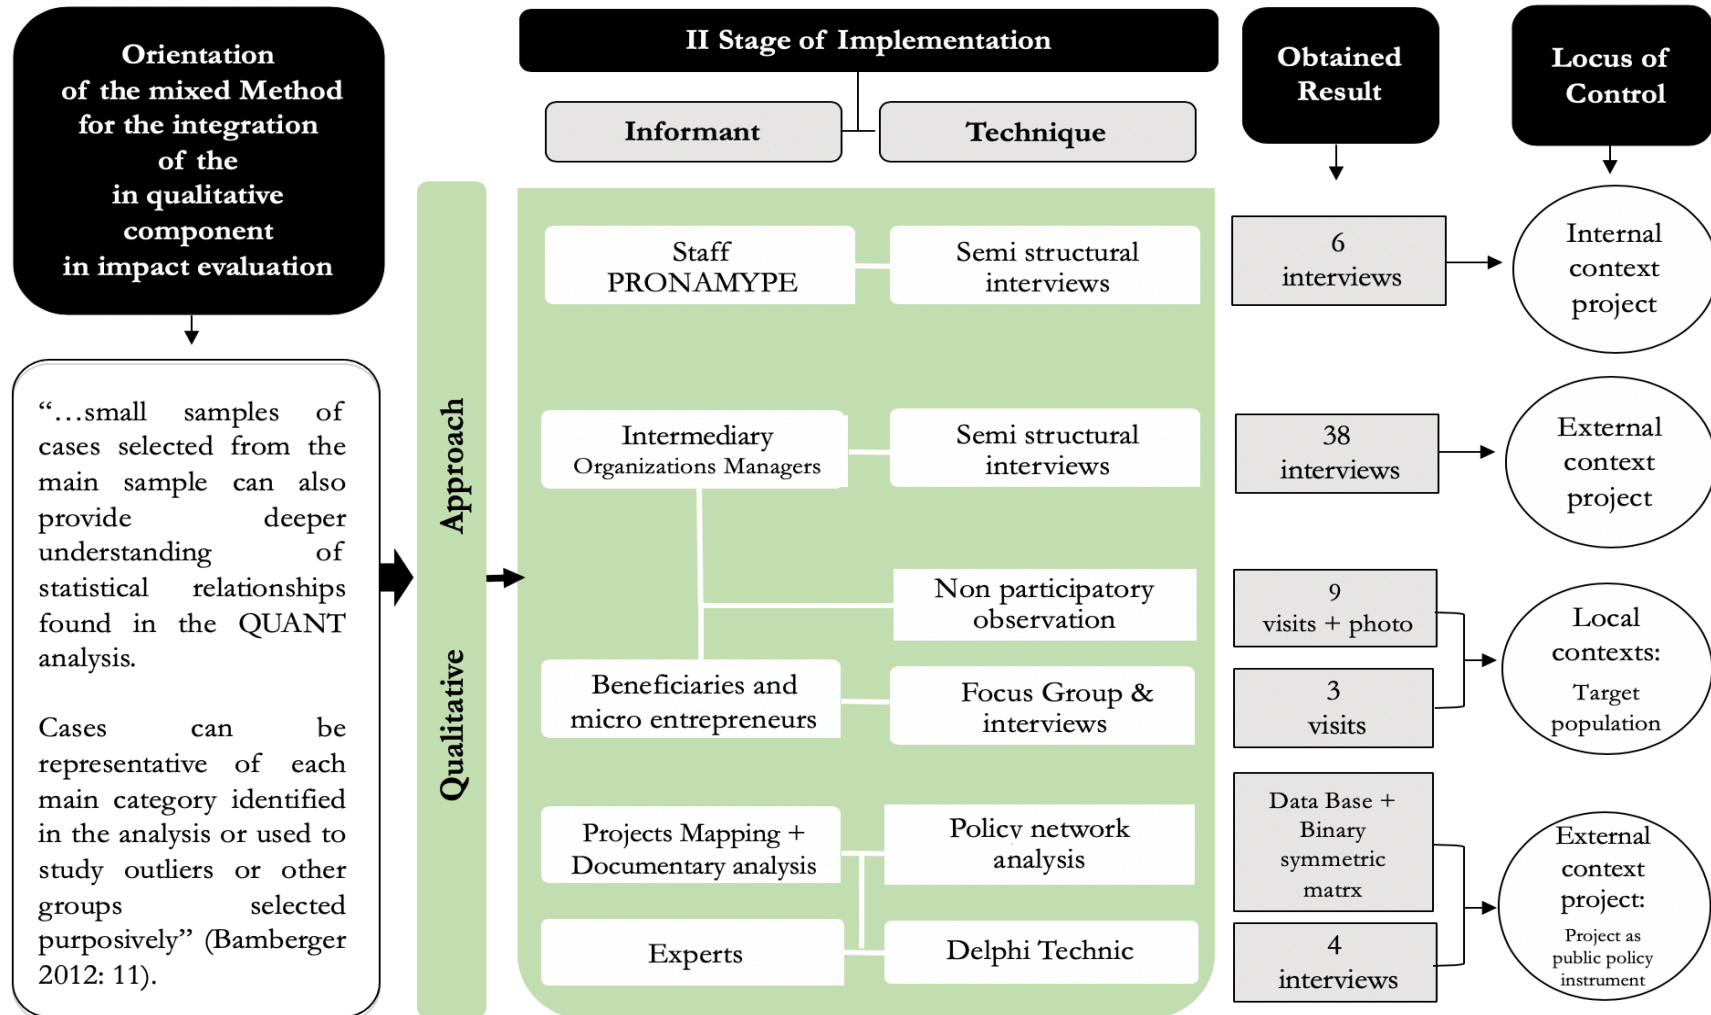 Orientation
of the mixed Method
for the integration
of the
in qualitative
component
in impact evaluation
“…small samples of
cases selected from the
main sample can also
provide deeper
understanding of
statistical relationships
found in the QUANT
analysis.
Cases can be
representative of each
main category identified
in the analysis or used to
study outliers or other
groups selected
purposively” (Bamberger
2012: 11).
Qualitative Approach
II Stage of Implementation
Informant
Technique
Staff
PRONAMYPE
Semi structural
interviews
Intermediary
Organizations Managers
Semi structural
interviews
Non participatory
observation
Beneficiaries and
micro entrepreneurs
Focus Group &
interviews
Projects Mapping +
Documentary analysis
Policy network
analysis
Experts
Delphi Technic
Obtained
Result
6
interviews
38
interviews
9
visits + photo
3
visits
Data Base +
Binary
symmetric
matrx
4
interviews
Locus of
Control
Internal
context
project
External
context
project
Local
contexts:
Target
population
External
context
project:
Project as
public policy
instrument